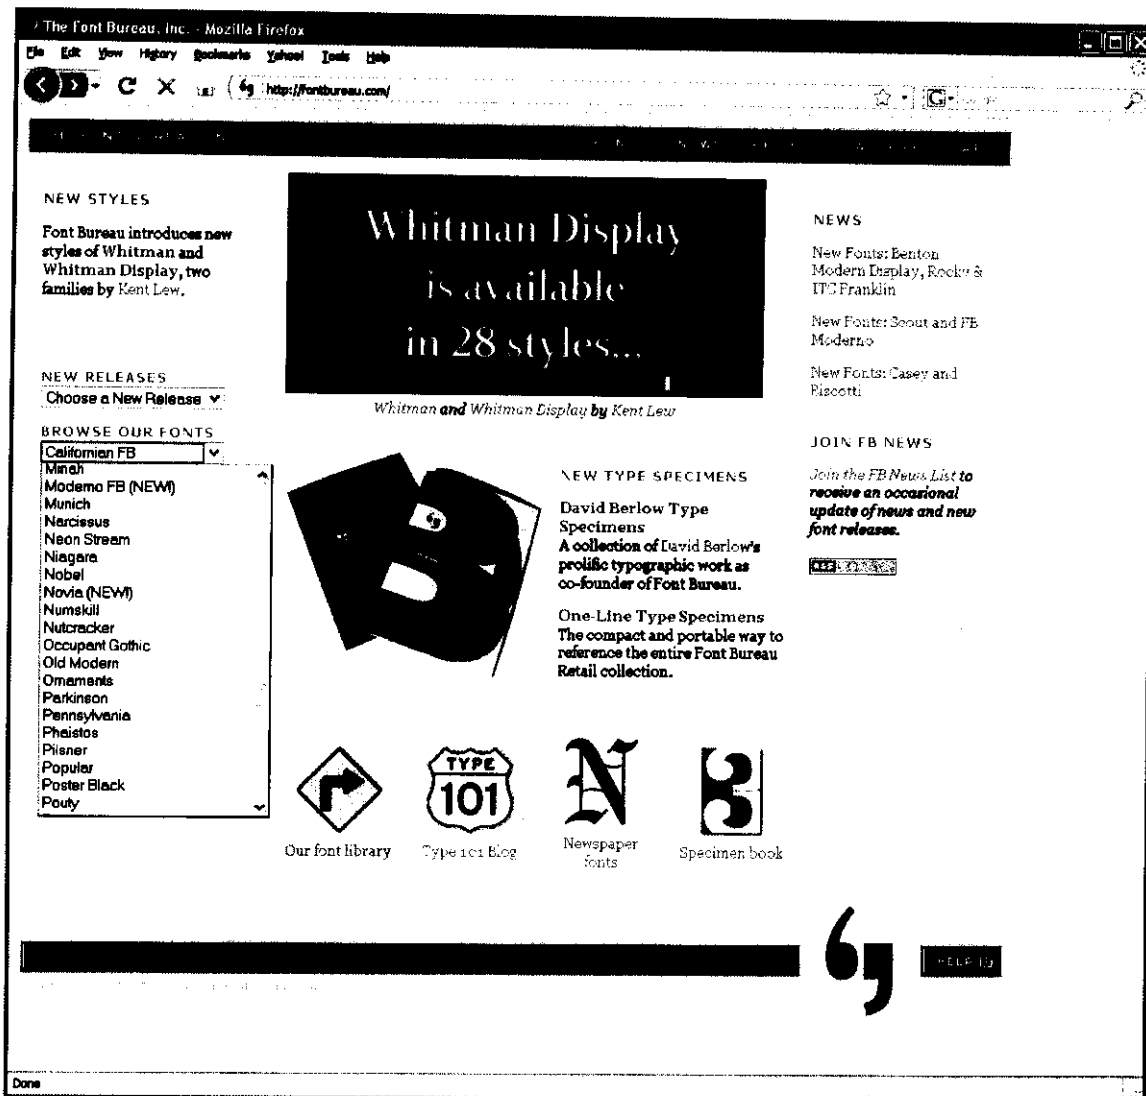 The Font Bureau, Inc. - Mozilla Firefox
File Edit View History Bookmarks Yahoo! Tools Help
http://fontbureau.com/
NEW STYLES
Font Bureau introduces new
styles of Whitman and
Whitman Display, two
families by Kent Lew.
NEW RELEASES
Choose a New Release
BROWSE OUR FONTS
Californian FB
Minah
Moderno FB (NEW!)
Munich
Narcissus
Neon Stream
Niagara
Nobel
Novia (NEW!)
Numskill
Nutcracker
Occupant Gothic
Old Modern
Ornaments
Parkinson
Pennsylvania
Phaistos
Pilsner
Popular
Poster Black
Pouty
Whitman Display
is available
in 28 styles...
Whitman and Whitman Display by Kent Lew
NEW TYPE SPECIMENS
David Berlow Type
Specimens
A collection of David Berlow's
prolific typographic work as
co-founder of Font Bureau.
One-Line Type Specimens
The compact and portable way to
reference the entire Font Bureau
Retail collection.
TYPE
101
N
3
Our font library
Type 101 Blog
Newspaper
fonts
Specimen book
NEWS
New Fonts: Benton
Modern Display, Rocky &
ITC Franklin
New Fonts: Scout and FB
Moderno
New Fonts: Casey and
Biscotti
JOIN FB NEWS
Join the FB News List to
receive an occasional
update of news and new
font releases.
HELP
Done